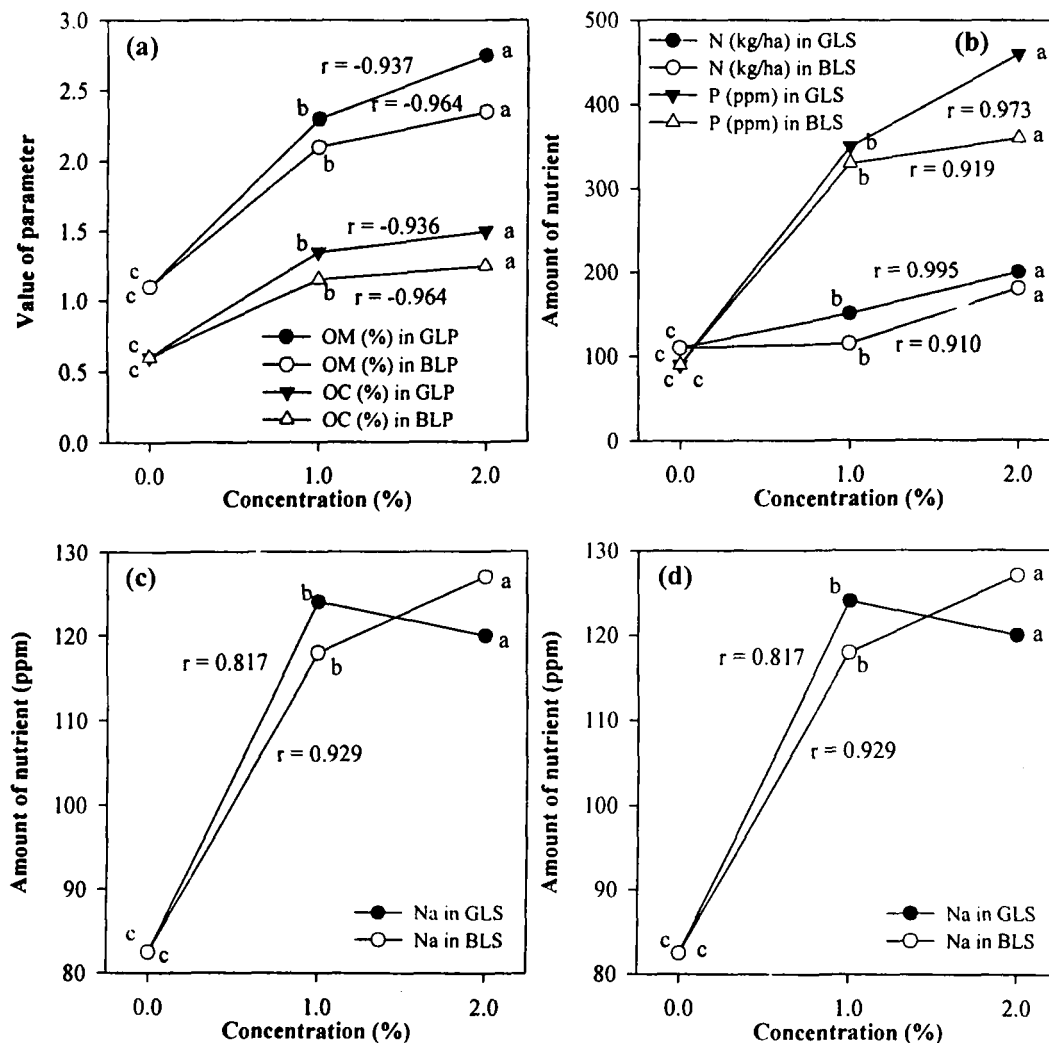 (a)
3.0
2.5
2.0
1.5
1.0
0.5
0.0
Value of parameter
r = -0.937
a
b
r = -0.964
a
b
r = -0.936
b
a
a
b
r = -0.964
c
c
c
c
OM (%) in GLP
OM (%) in BLP
OC (%) in GLP
OC (%) in BLP
0.0 1.0 2.0
Concentration (%)
(b)
500
400
300
200
100
0
Amount of nutrient
N (kg/ha) in GLS
N (kg/ha) in BLS
P (ppm) in GLS
P (ppm) in BLS
a
r = 0.973
b
a
b
r = 0.919
r = 0.995
a
b
a
b
r = 0.910
c
c
c c
0.0 1.0 2.0
Concentration (%)
(c)
130
120
110
100
90
80
Amount of nutrient (ppm)
a
b
a
r = 0.817
b
r = 0.929
c
c
Na in GLS
Na in BLS
0.0 1.0 2.0
Concentration (%)
(d)
130
120
110
100
90
80
Amount of nutrient (ppm)
a
b
a
r = 0.817
b
r = 0.929
c
c
Na in GLS
Na in BLS
0.0 1.0 2.0
Concentration (%)